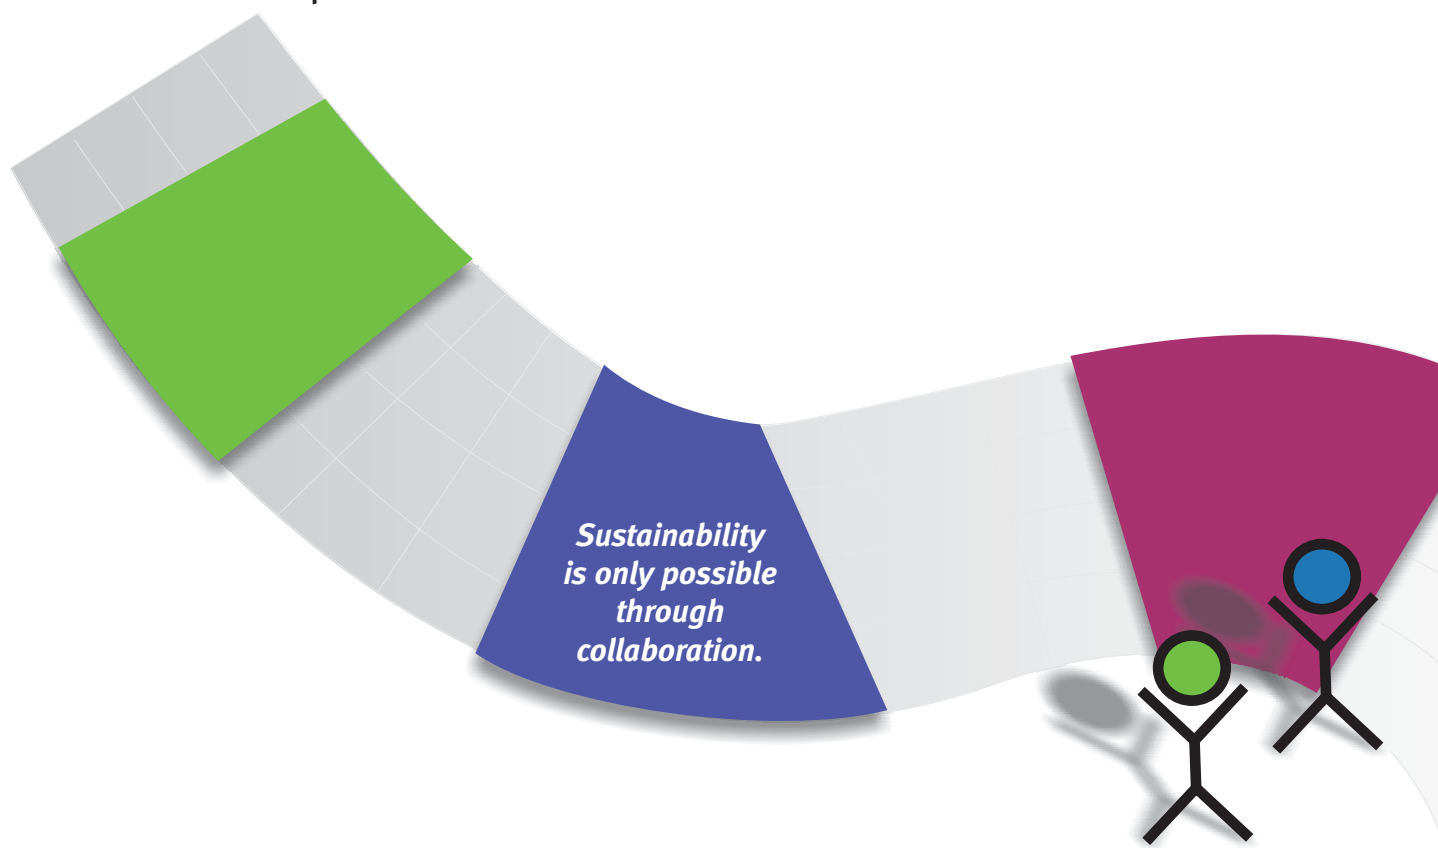 Sustainability
is only possible
through
collaboration.